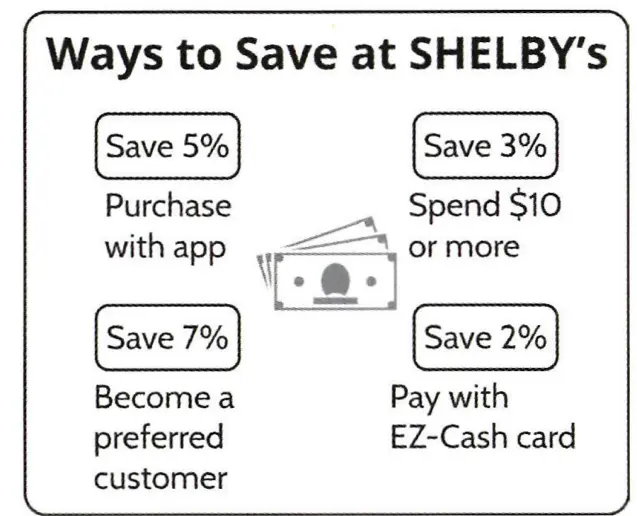 Ways to Save at SHELBY's
Save 5%
Purchase
with app
Save 3%
Spend $10
or more
Save 7%
Become a
preferred
customer
Save 2%
Pay with
EZ-Cash card